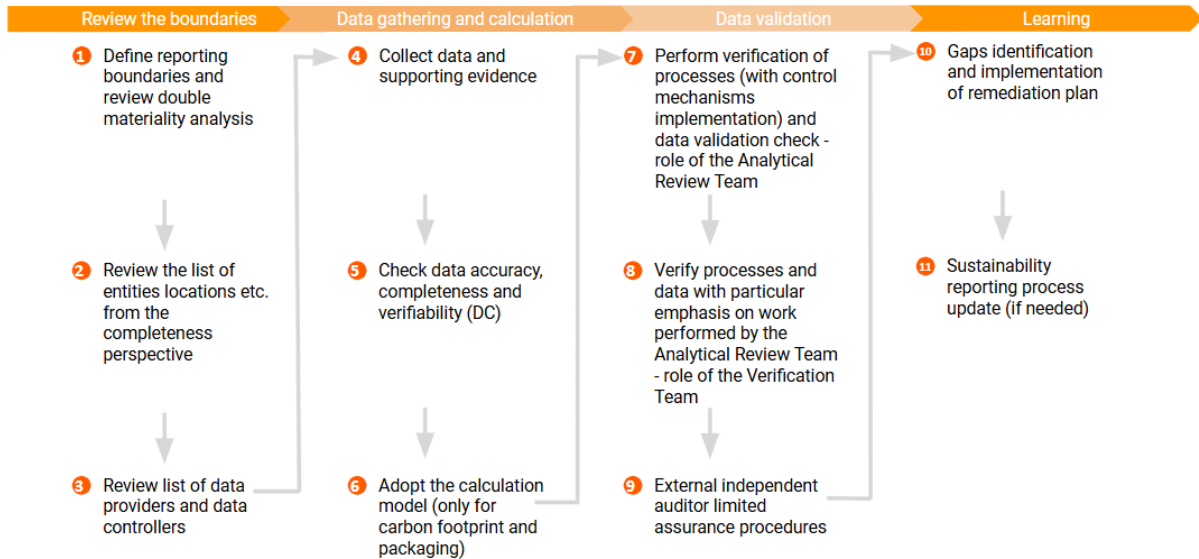 Review the boundaries
Data gathering and calculation
Data validation
Learning
1 Define reporting
boundaries and
review double
materiality analysis
2 Review the list of
entities locations etc.
from the
completeness
perspective
3 Review list of data
providers and data
controllers
4 Collect data and
supporting evidence
5 Check data accuracy,
completeness and
verifiability (DC)
6 Adopt the calculation
model (only for
carbon footprint and
packaging)
7 Perform verification of
processes (with control
mechanisms
implementation) and
data validation check -
role of the Analytical
Review Team
8 Verify processes and
data with particular
emphasis on work
performed by the
Analytical Review Team
- role of the Verification
Team
9 External independent
auditor limited
assurance procedures
10 Gaps identification
and implementation
of remediation plan
11 Sustainability
reporting process
update (if needed)